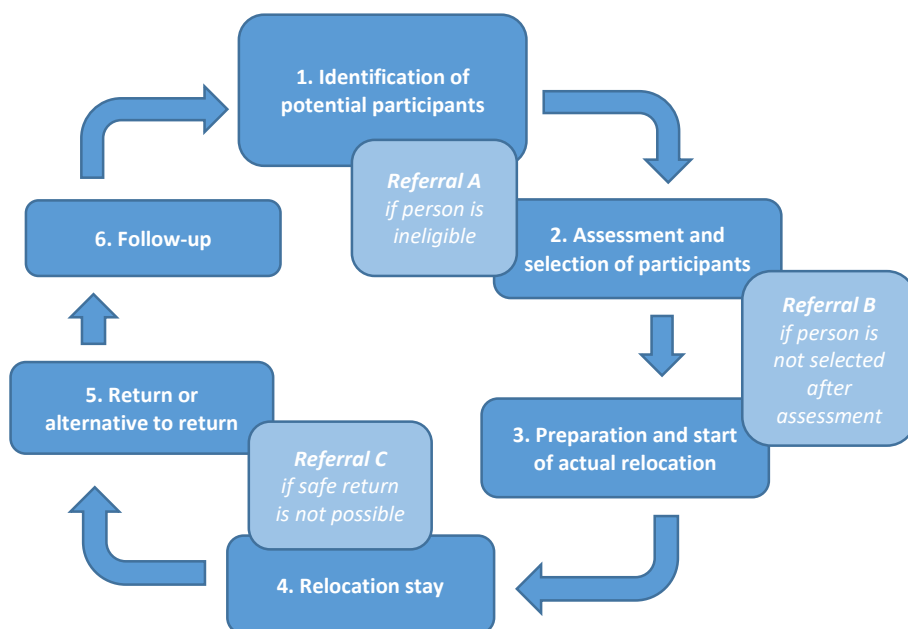 1. Identification of
potential participants
Referral A
if person is
ineligible
2. Assessment and
selection of participants
Referral B
if person is
not selected
after
assessment
3. Preparation and start
of actual relocation
4. Relocation stay
Referral C
if safe return
is not possible
5. Return or
alternative to return
6. Follow-up